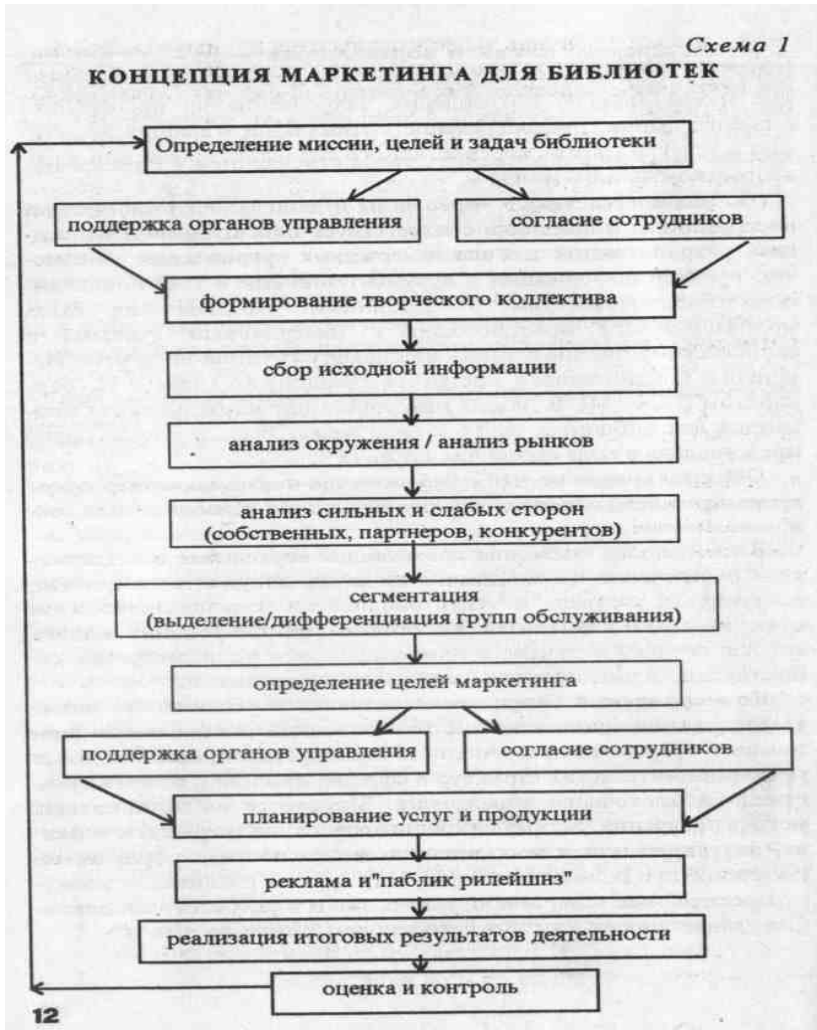 Схема 1
КОНЦЕПЦИЯ МАРКЕТИНГА ДЛЯ БИБЛИОТЕК
Определение миссии, целей и задач библиотеки
поддержка органов управления
согласие сотрудников
формирование творческого коллектива
сбор исходной информации
анализ окружения / анализ рынков
анализ сильных и слабых сторон
(собственных, партнеров, конкурентов)
сегментация
(выделение/дифференциация групп обслуживания)
определение целей маркетинга
поддержка органов управления
согласие сотрудников
планирование услуг и продукции
реклама и"паблик рилейшнз"
реализация итоговых результатов деятельности
оценка и контроль
12